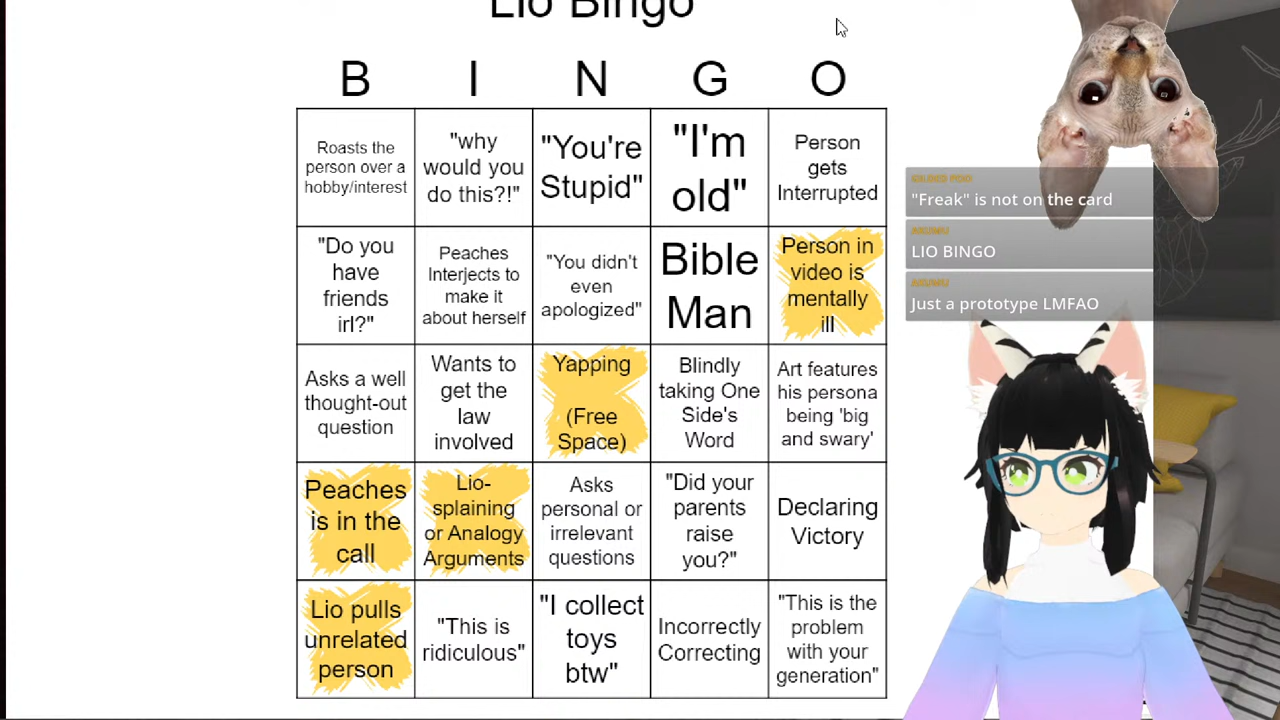 Lio Bingo
B I N G O
Roasts the
person over a
hobby/interest
"why
would you
do this?!"
"You're
Stupid"
"I'm
old"
Person
gets
Interrupted
"Do you
have
friends
irl?"
Peaches
Interjects to
make it
about herself
"You didn't
even
apologized"
Bible
Man
Person in
video is
mentally
ill
Asks a well
thought-out
question
Wants to
get the
law
involved
Yapping
(Free
Space)
Blindly
taking One
Side's
Word
Art features
his persona
being 'big
and swary'
Peaches
is in the
call
Lio-
splaining
or Analogy
Arguments
Asks
personal or
irrelevant
questions
"Did your
parents
raise
you?"
Declaring
Victory
Lio pulls
unrelated
person
"This is
ridiculous"
"I collect
toys
btw"
Incorrectly
Correcting
"This is the
problem
with your
generation"
"Freak" is not on the card
LIO BINGO
Just a prototype LMFAO